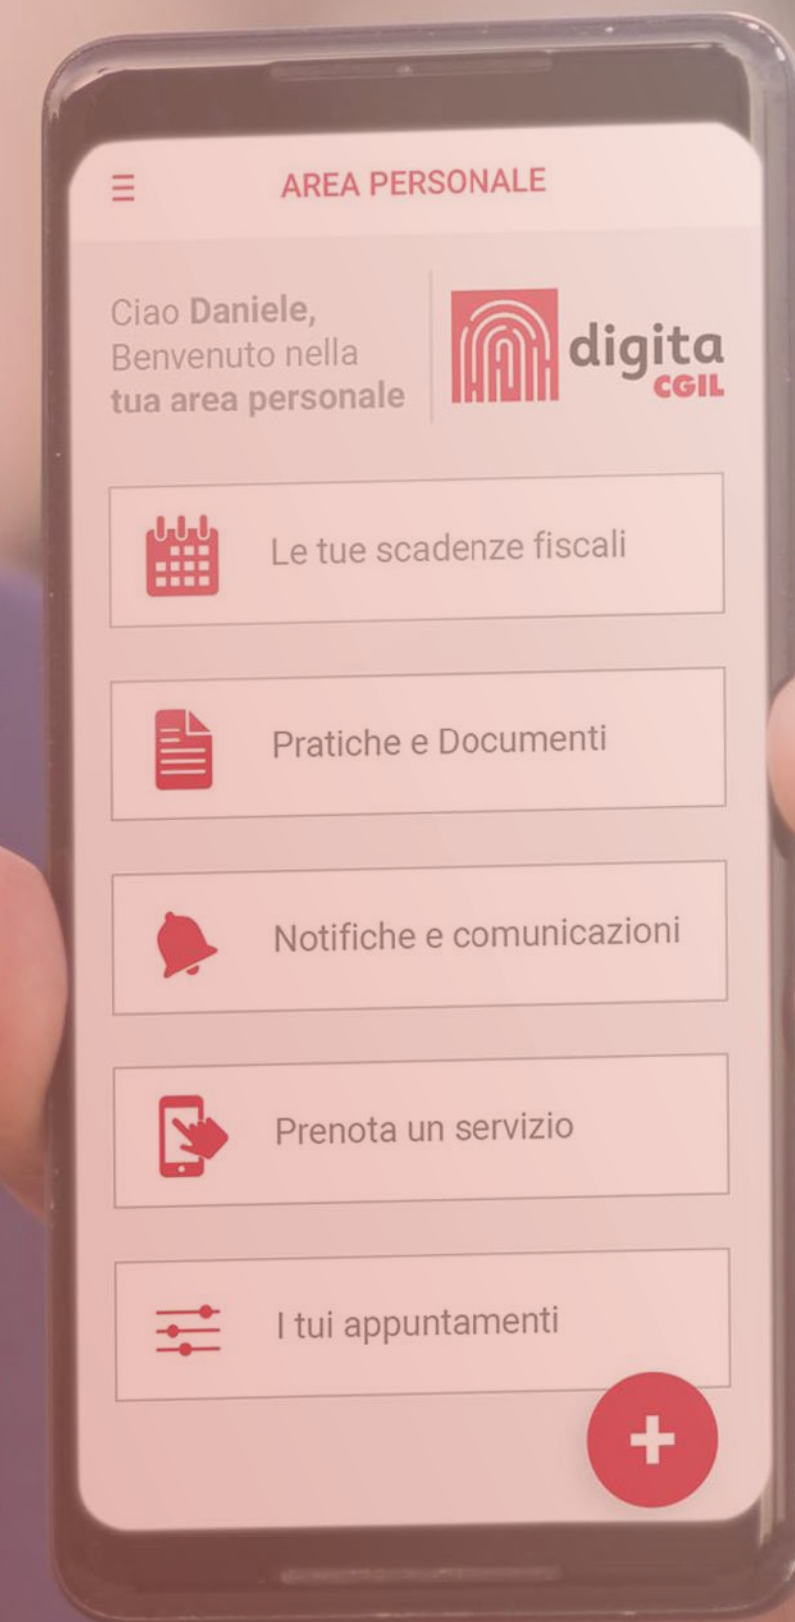 AREA PERSONALE
Ciao Daniele,
Benvenuto nella
tua area personale
digita
CGIL
Le tue scadenze fiscali
Pratiche e Documenti
Notifiche e comunicazioni
Prenota un servizio
I tui appuntamenti